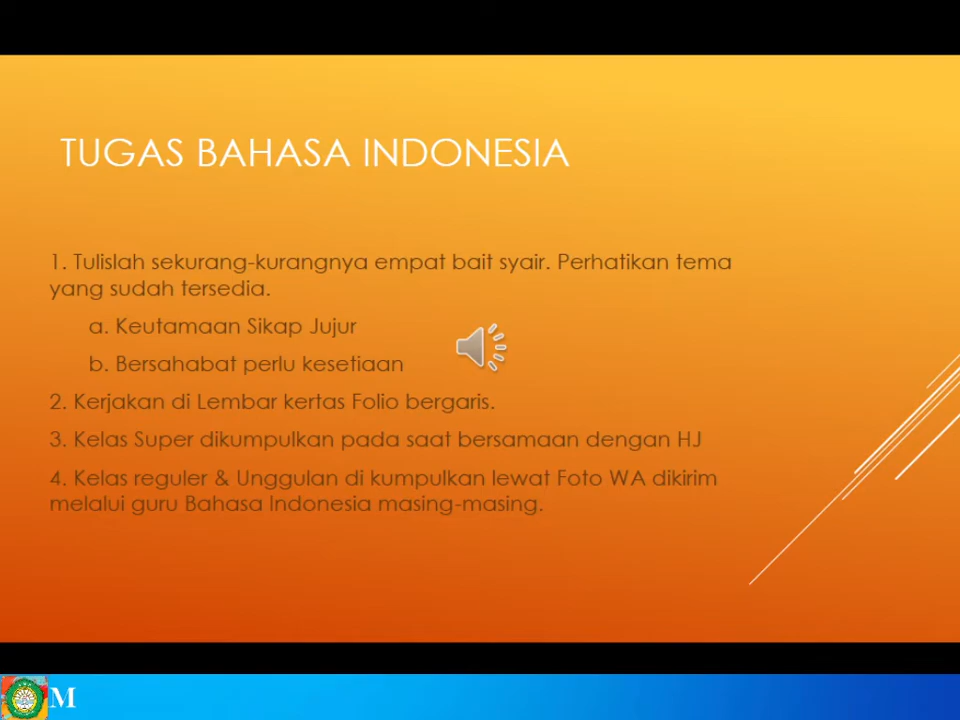 TUGAS BAHASA INDONESIA
1. Tulislah sekurang-kurangnya empat bait syair. Perhatikan tema
yang sudah tersedia.
a. Keutamaan Sikap Jujur
b. Bersahabat perlu kesetiaan
2. Kerjakan di Lembar kertas Folio bergaris.
3. Kelas Super dikumpulkan pada saat bersamaan dengan HJ
4. Kelas reguler & Unggulan di kumpulkan lewat Foto WA dikirim
melalui guru Bahasa Indonesia masing-masing.
M